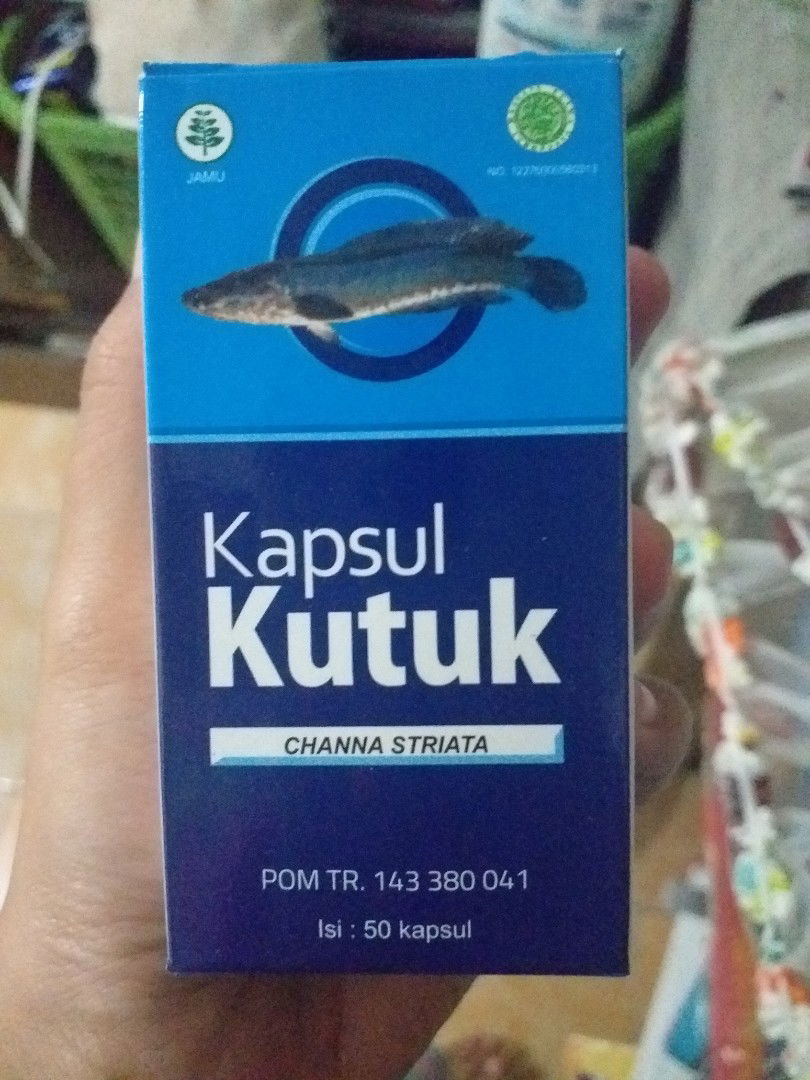 JAMU
Kapsul
Kutuk
CHANNA STRIATA
POM TR. 143 380 041
Isi : 50 kapsul